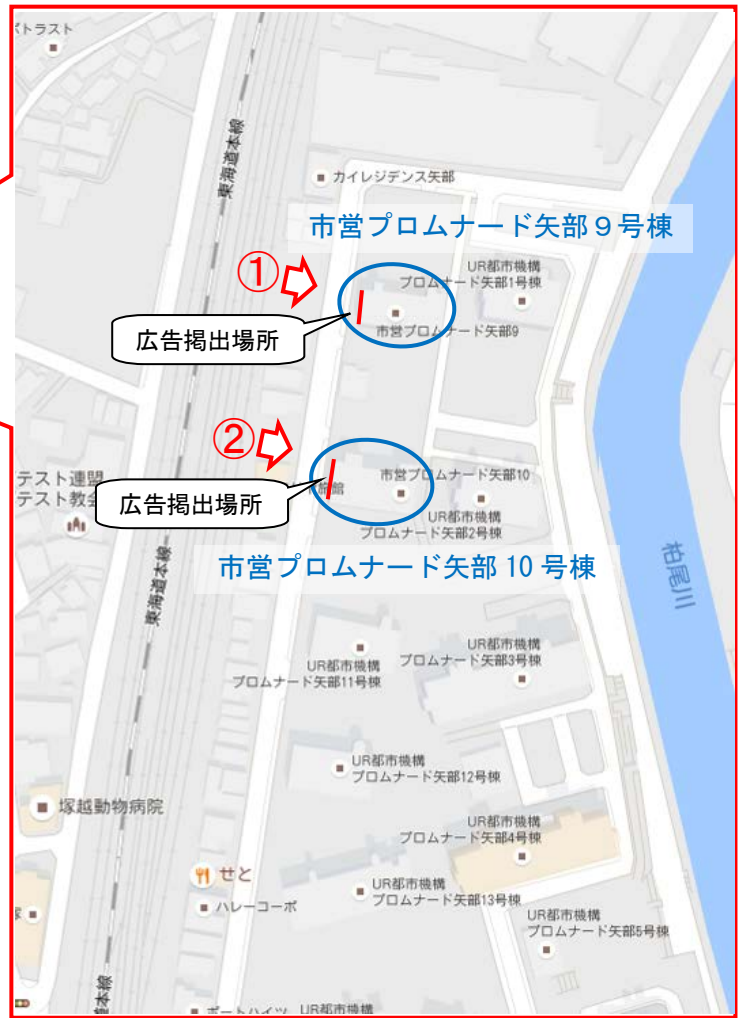 ポトラスト
東海道本線
カイレジデンス矢部
市営プロムナード矢部９号棟
①
UR都市機構
プロムナード矢部1号棟
広告掲出場所
市営プロムナード矢部9
②
テスト連盟
テスト教会
旅館
市営プロムナード矢部10
広告掲出場所
UR都市機構
プロムナード矢部2号棟
市営プロムナード矢部 10 号棟
柏尾川
東海道本線
UR都市機構
プロムナード矢部11号棟
UR都市機構
プロムナード矢部3号棟
UR都市機構
プロムナード矢部12号棟
塚越動物病院
UR都市機構
プロムナード矢部4号棟
せと
ハレーコーポ
UR都市機構
プロムナード矢部13号棟
UR都市機構
プロムナード矢部5号棟
本線
ポートハイツ
UR都市機構